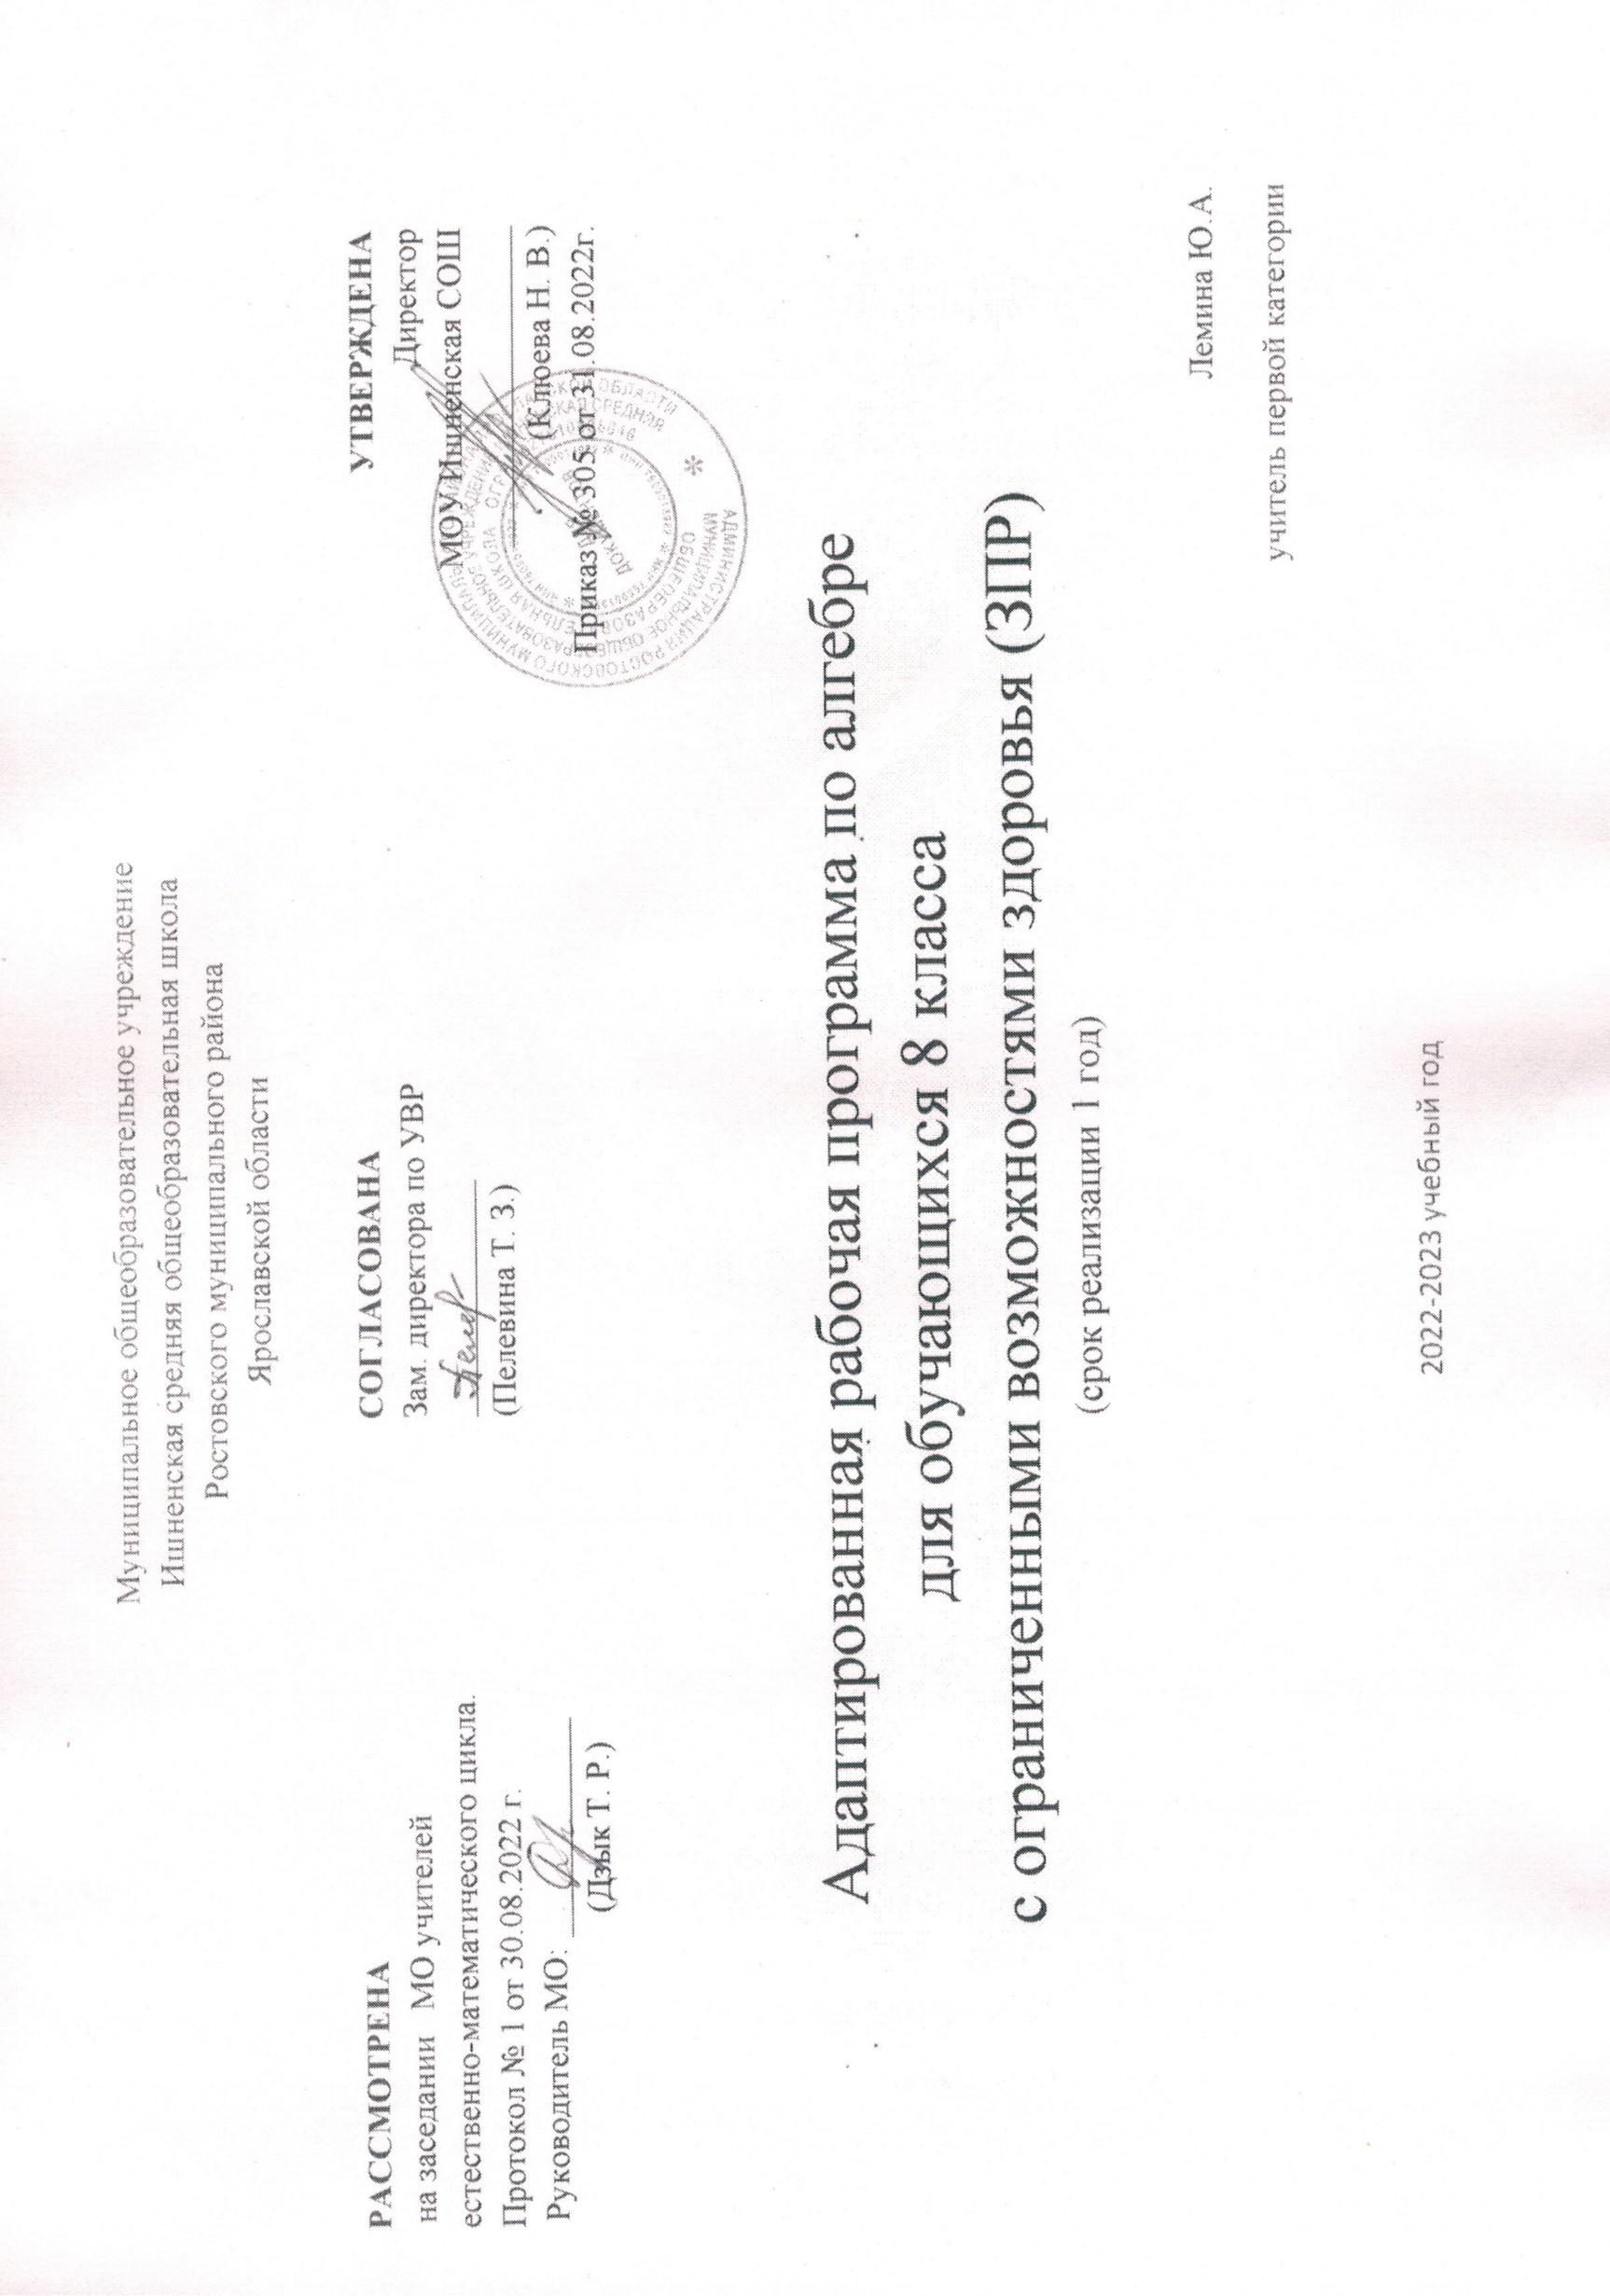 Муниципальное общеобразовательное учреждение
Ишненская средняя общеобразовательная школа
Ростовского муниципального района
Ярославской области
РАССМОТРЕНА
на заседании МО учителей
естественно-математического цикла.
Протокол № 1 от 30.08.2022 г.
Руководитель МО:
(Дзык Т. Р.)
СОГЛАСОВАНА
Зам. директора по УВР
(Пелевина Т. З.)
УТВЕРЖДЕНА
Директор
МОУ Ишненская СОШ
(Клюева Н. В.)
Приказ № 305 от 31.08.2022г.
Адаптированная рабочая программа по алгебре
для обучающихся 8 класса
с ограниченными возможностями здоровья (ЗПР)
(срок реализации 1 год)
Лемина Ю.А.
учитель первой категории
2022-2023 учебный год